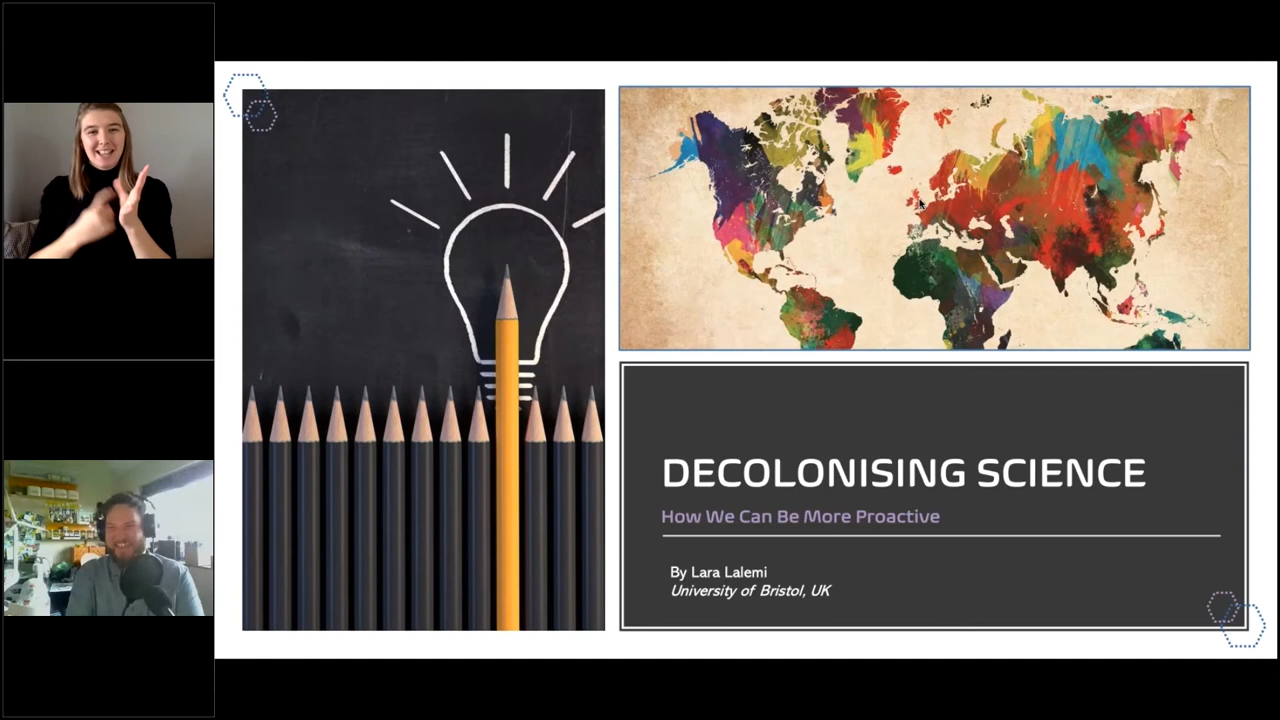 DECOLONISING SCIENCE
How We Can Be More Proactive
By Lara Lalemi
University of Bristol, UK